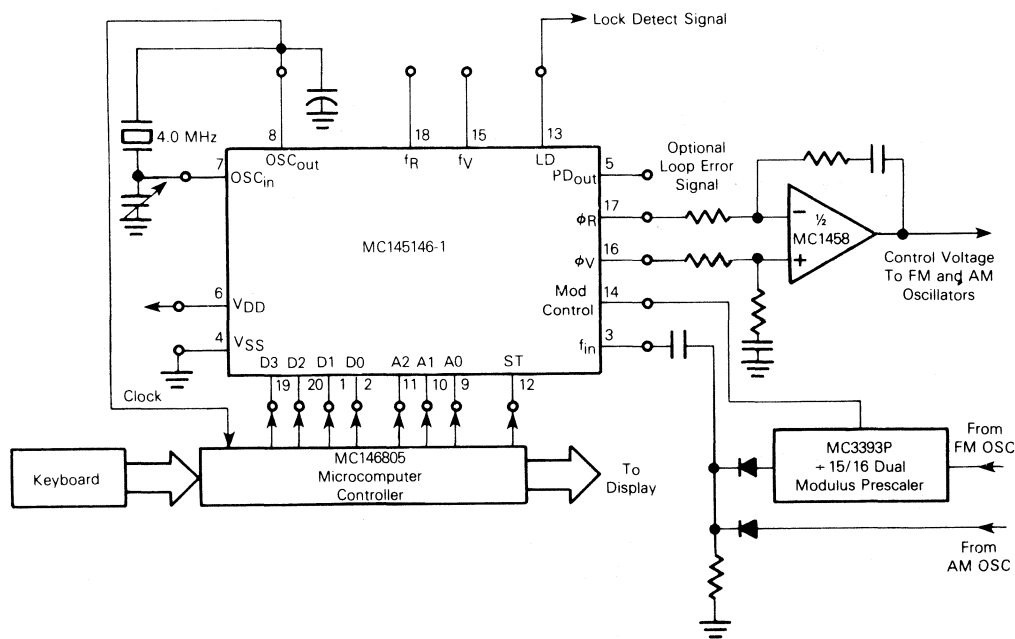 Lock Detect Signal
4.0 MHz
8
18
15
13
OSCout
fR
fV
LD
7
OSCin
5
PDout
Optional
Loop Error
Signal
17
ϕR
16
ϕV
MC145146-1
½
MC1458
−
+
Control Voltage
To FM and AM
Oscillators
6
VDD
Mod
Control
14
4
VSS
3
fin
D3 D2 D1 D0 A2 A1 A0 ST
19 20 1 2 11 10 9 12
Clock
Keyboard
MC146805
Microcomputer
Controller
To
Display
MC3393P
÷ 15/16 Dual
Modulus Prescaler
From
FM OSC
From
AM OSC